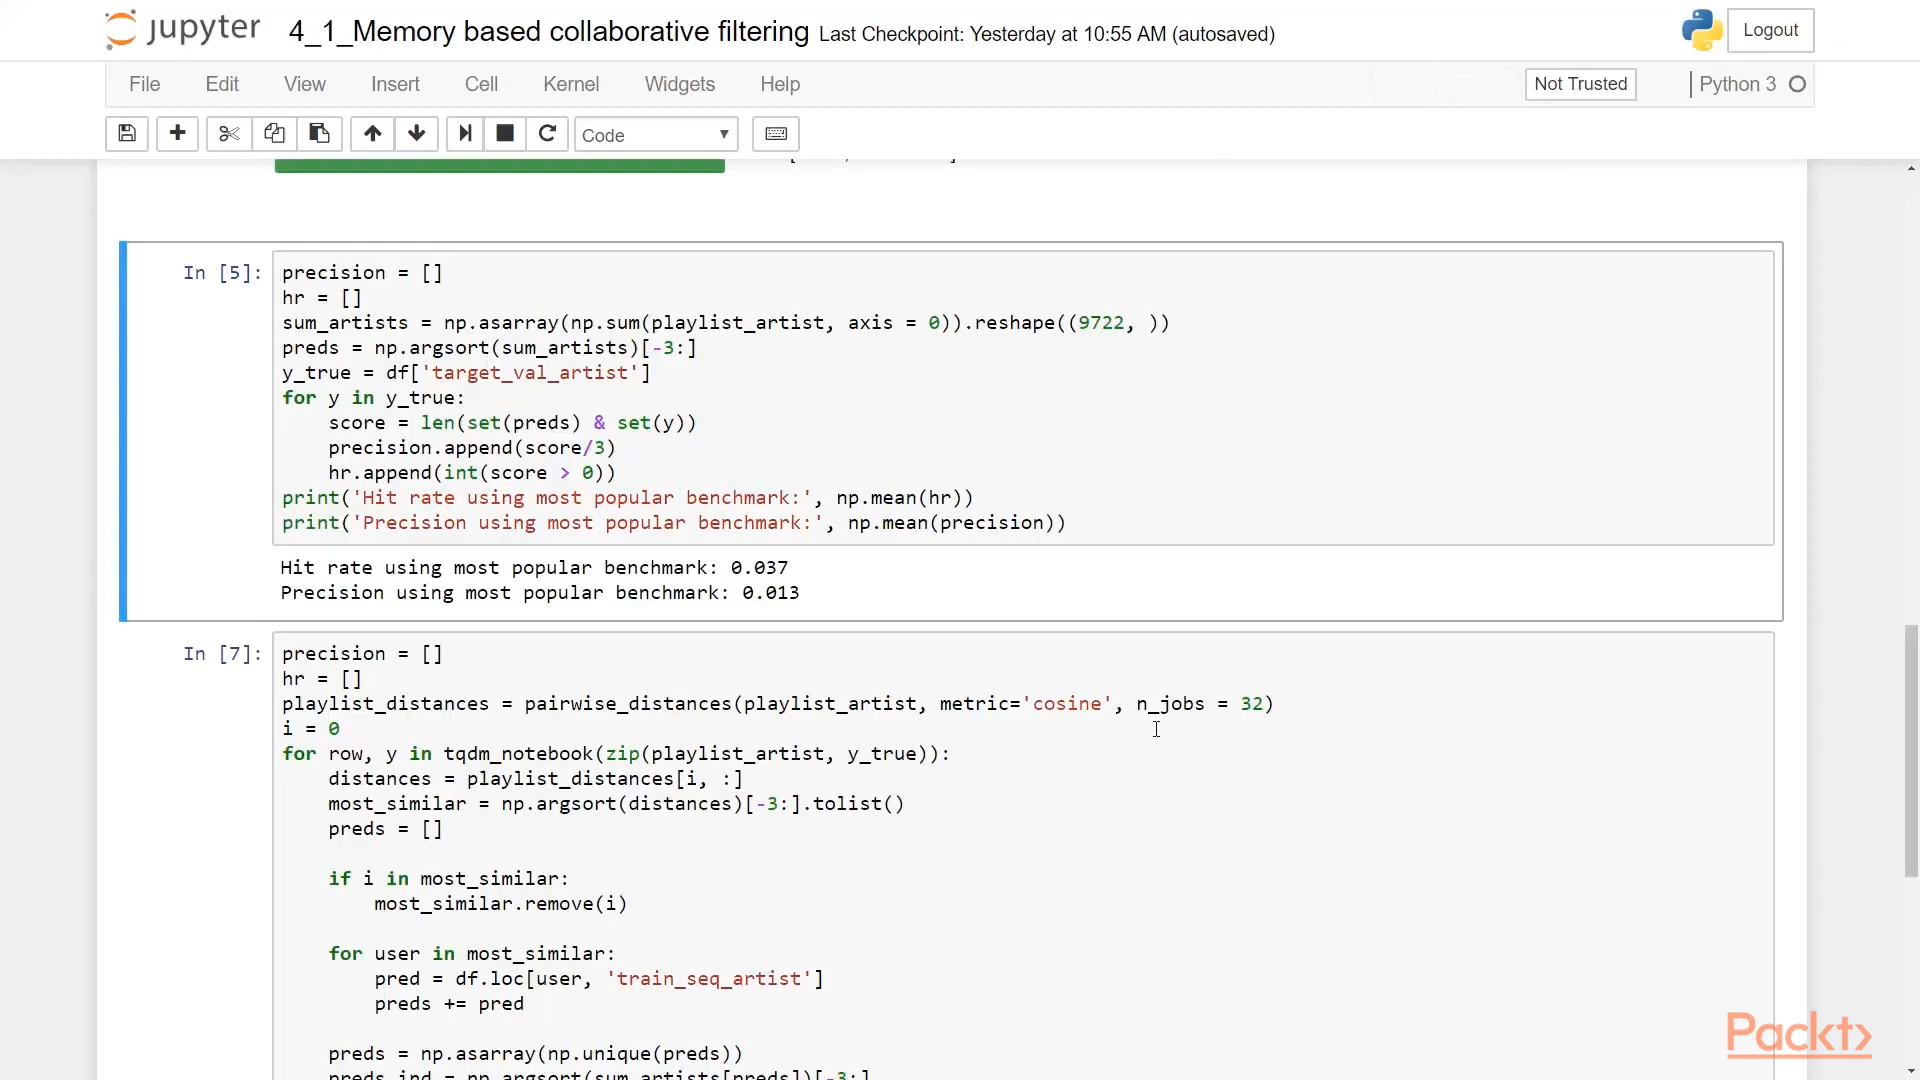 jupyter 4_1_Memory based collaborative filtering Last Checkpoint: Yesterday at 10:55 AM (autosaved) Logout
File Edit View Insert Cell Kernel Widgets Help Not Trusted Python 3
Code
In [5]:
precision = []
hr = []
sum_artists = np.asarray(np.sum(playlist_artist, axis = 0)).reshape((9722, ))
preds = np.argsort(sum_artists)[-3:]
y_true = df['target_val_artist']
for y in y_true:
    score = len(set(preds) & set(y))
    precision.append(score/3)
    hr.append(int(score > 0))
print('Hit rate using most popular benchmark:', np.mean(hr))
print('Precision using most popular benchmark:', np.mean(precision))
Hit rate using most popular benchmark: 0.037
Precision using most popular benchmark: 0.013
In [7]:
precision = []
hr = []
playlist_distances = pairwise_distances(playlist_artist, metric='cosine', n_jobs = 32)
i = 0
for row, y in tqdm_notebook(zip(playlist_artist, y_true)):
    distances = playlist_distances[i, :]
    most_similar = np.argsort(distances)[-3:].tolist()
    preds = []
    if i in most_similar:
        most_similar.remove(i)
    for user in most_similar:
        pred = df.loc[user, 'train_seq_artist']
        preds += pred
    preds = np.asarray(np.unique(preds))
    preds_ind = np.argsort(sum_artists[preds])[-3:]
Packt>